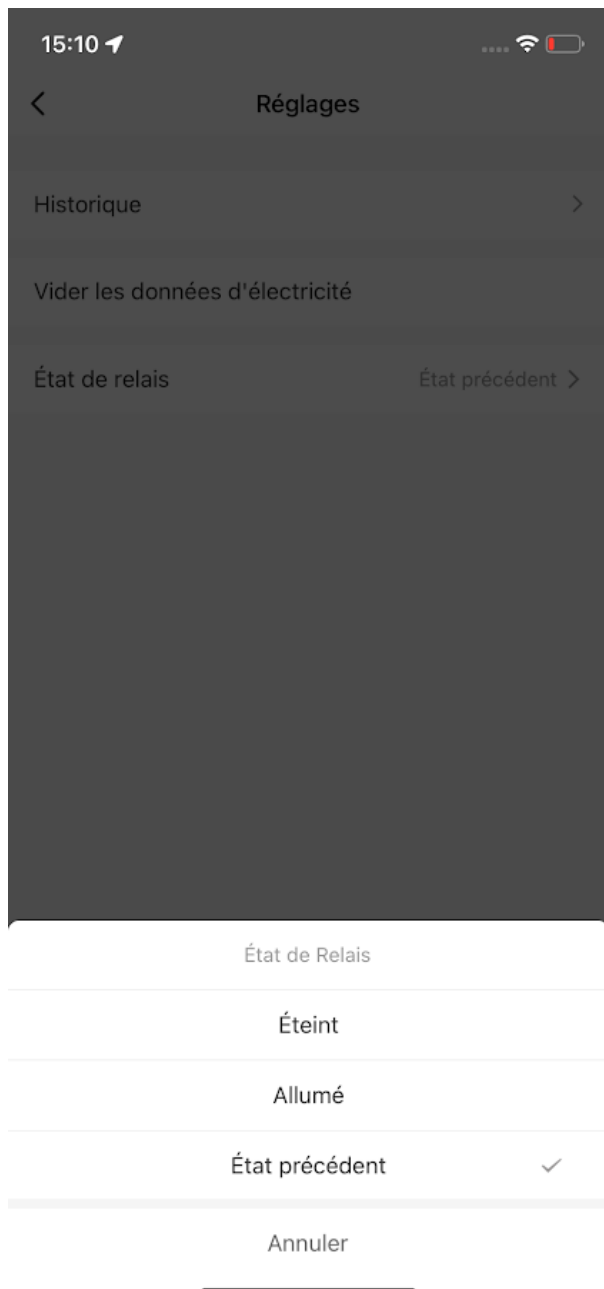 15:10
Réglages
Historique
Vider les données d'électricité
État de relais État précédent
État de Relais
Éteint
Allumé
État précédent
Annuler